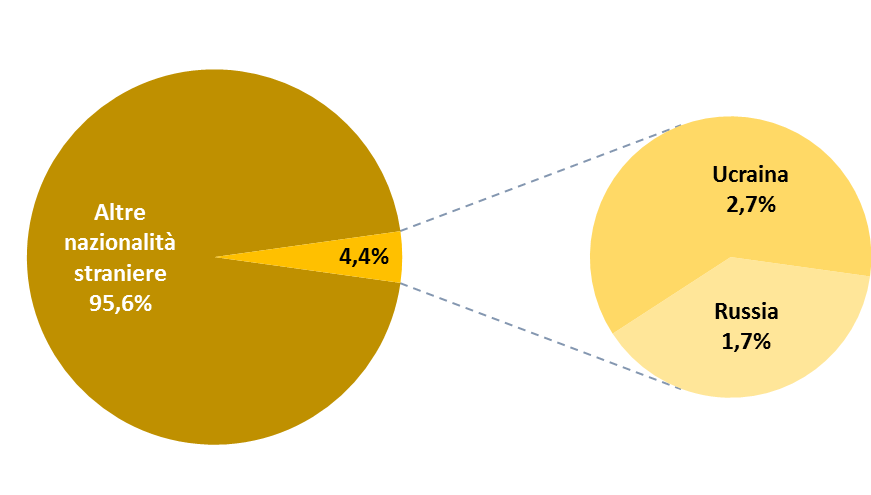 Altre
nazionalità
straniere
95,6%
4,4%
Ucraina
2,7%
Russia
1,7%